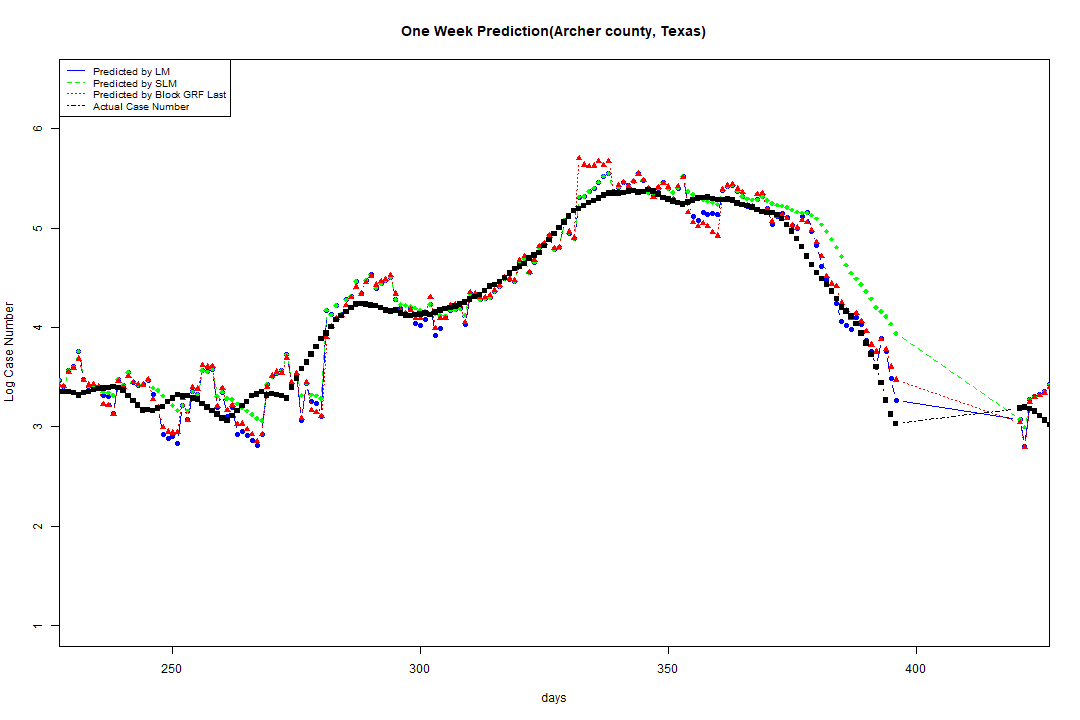 One Week Prediction(Archer county, Texas)
Predicted by LM
Predicted by SLM
Predicted by Block GRF Last
Actual Case Number
6
5
4
3
2
1
Log Case Number
250
300
350
400
days